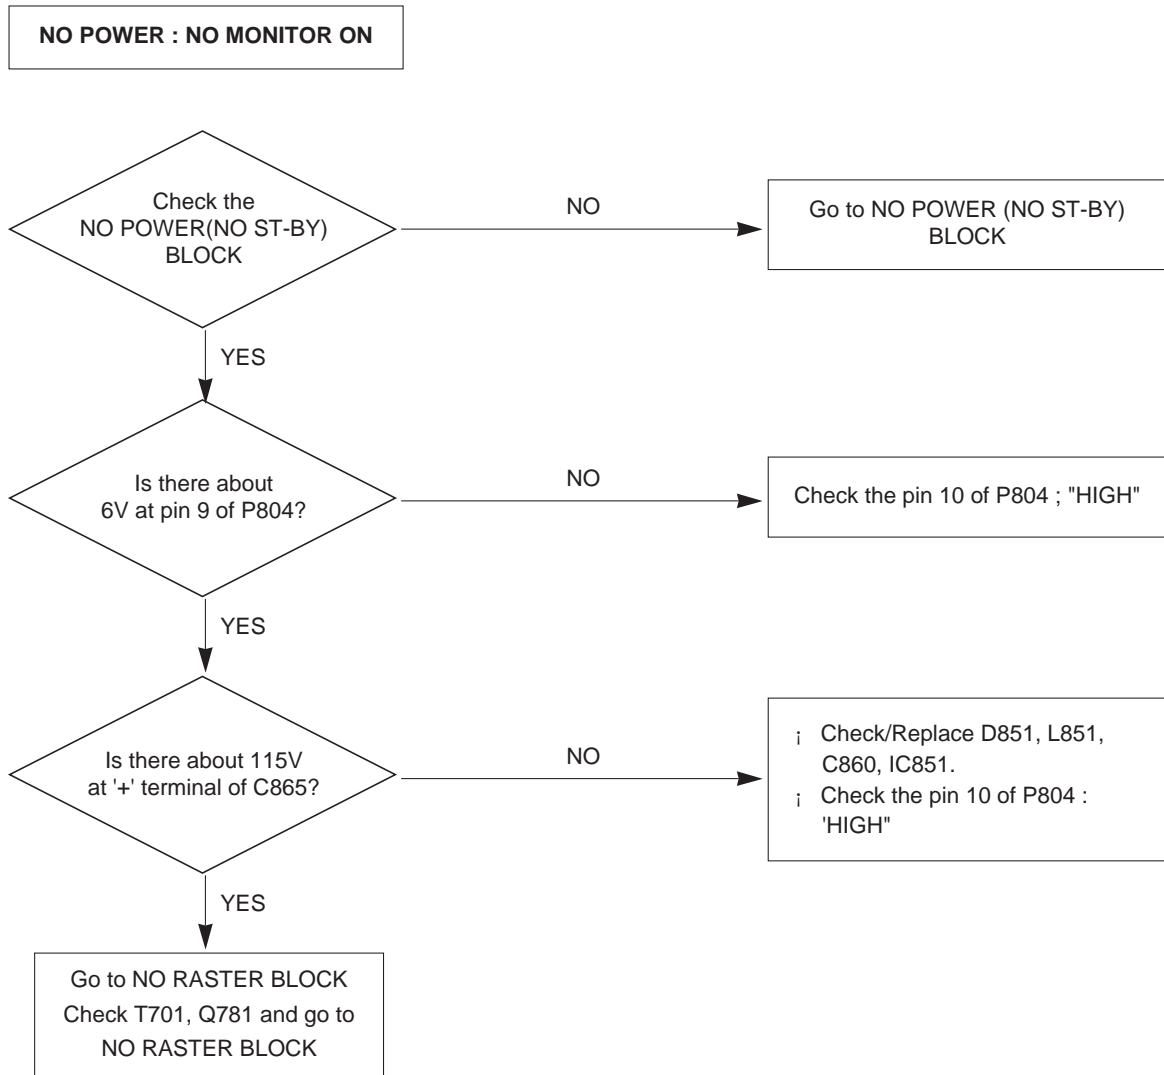 NO POWER : NO MONITOR ON
Check the
NO POWER(NO ST-BY)
BLOCK
NO
Go to NO POWER (NO ST-BY)
BLOCK
YES
Is there about
6V at pin 9 of P804?
NO
Check the pin 10 of P804 ; "HIGH"
YES
Is there about 115V
at '+' terminal of C865?
NO
¡ Check/Replace D851, L851,
C860, IC851.
¡ Check the pin 10 of P804 :
'HIGH"
YES
Go to NO RASTER BLOCK
Check T701, Q781 and go to
NO RASTER BLOCK